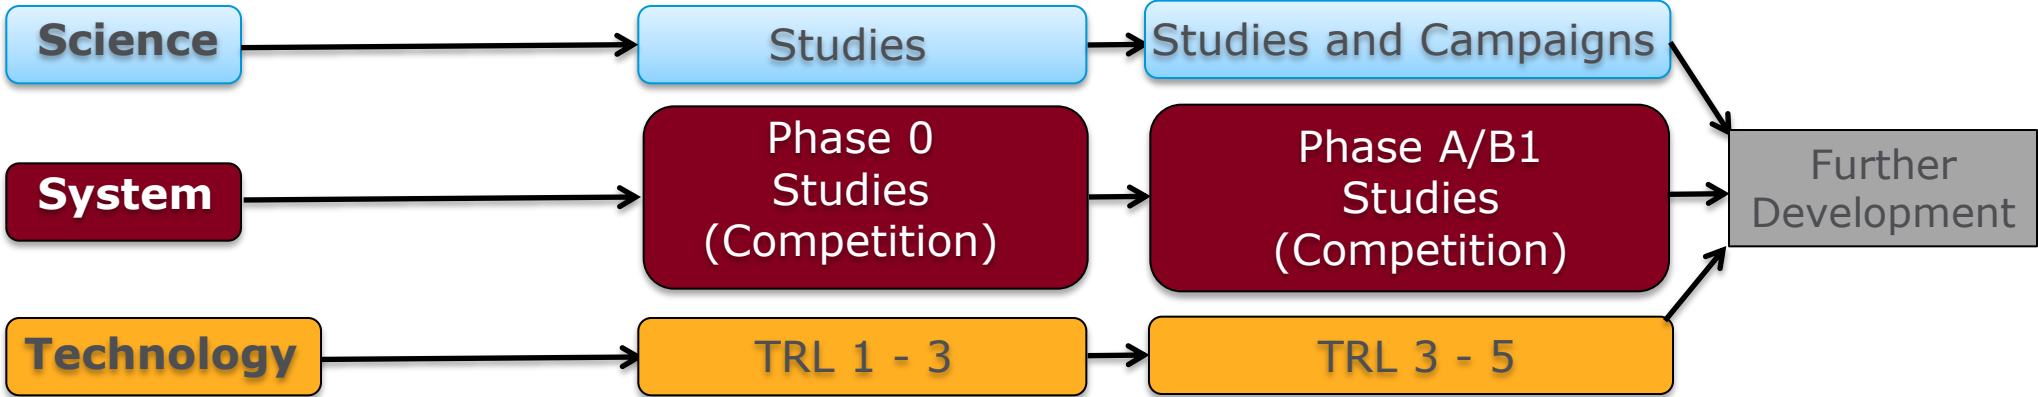 Science
Studies
Studies and Campaigns
System
Phase 0
Studies
(Competition)
Phase A/B1
Studies
(Competition)
Further
Development
Technology
TRL 1 - 3
TRL 3 - 5